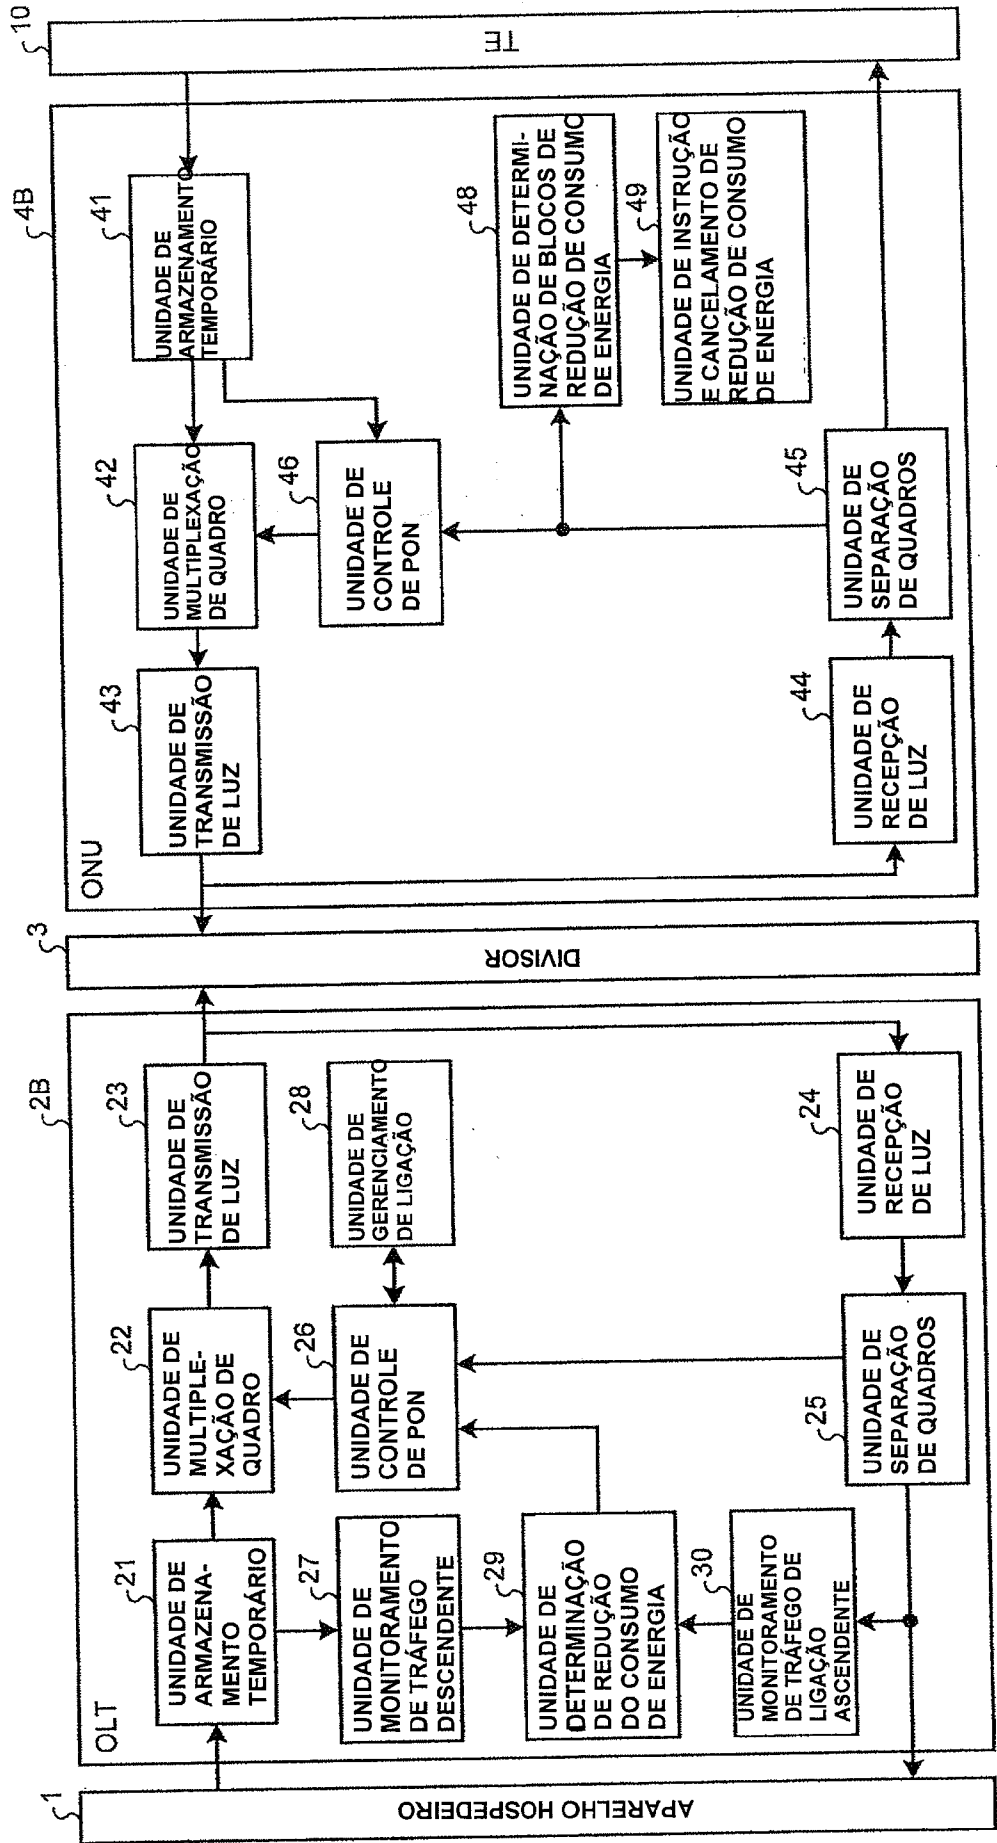 1
APARELHO HOSPEDEIRO
2B
OLT
21
UNIDADE DE
ARMAZENA-
MENTO
TEMPORÁRIO
22
UNIDADE DE
MULTIPLE-
XAÇÃO DE
QUADRO
23
UNIDADE DE
TRANSMISSÃO
DE LUZ
27
UNIDADE DE
MONITORAMENTO
DE TRÁFEGO
DESCENDENTE
26
UNIDADE DE
CONTROLE
DE PON
28
UNIDADE DE
GERENCIAMENTO
DE LIGAÇÃO
29
UNIDADE DE
DETERMINAÇÃO
DE REDUÇÃO
DO CONSUMO
DE ENERGIA
30
UNIDADE DE
MONITORAMENTO
DE TRÁFEGO DE
LIGAÇÃO
ASCENDENTE
25
UNIDADE DE
SEPARAÇÃO
DE QUADROS
24
UNIDADE DE
RECEPÇÃO
DE LUZ
3
DIVISOR
4B
ONU
43
UNIDADE DE
TRANSMISSÃO
DE LUZ
42
UNIDADE DE
MULTIPLEXAÇÃO
DE QUADRO
41
UNIDADE DE
ARMAZENAMENTO
TEMPORÁRIO
46
UNIDADE DE
CONTROLE
DE PON
48
UNIDADE DE DETERMI-
NAÇÃO DE BLOCOS DE
REDUÇÃO DE CONSUMO
DE ENERGIA
49
UNIDADE DE INSTRUÇÃO
E CANCELAMENTO DE
REDUÇÃO DE CONSUMO
DE ENERGIA
44
UNIDADE DE
RECEPÇÃO
DE LUZ
45
UNIDADE DE
SEPARAÇÃO
DE QUADROS
10
TE